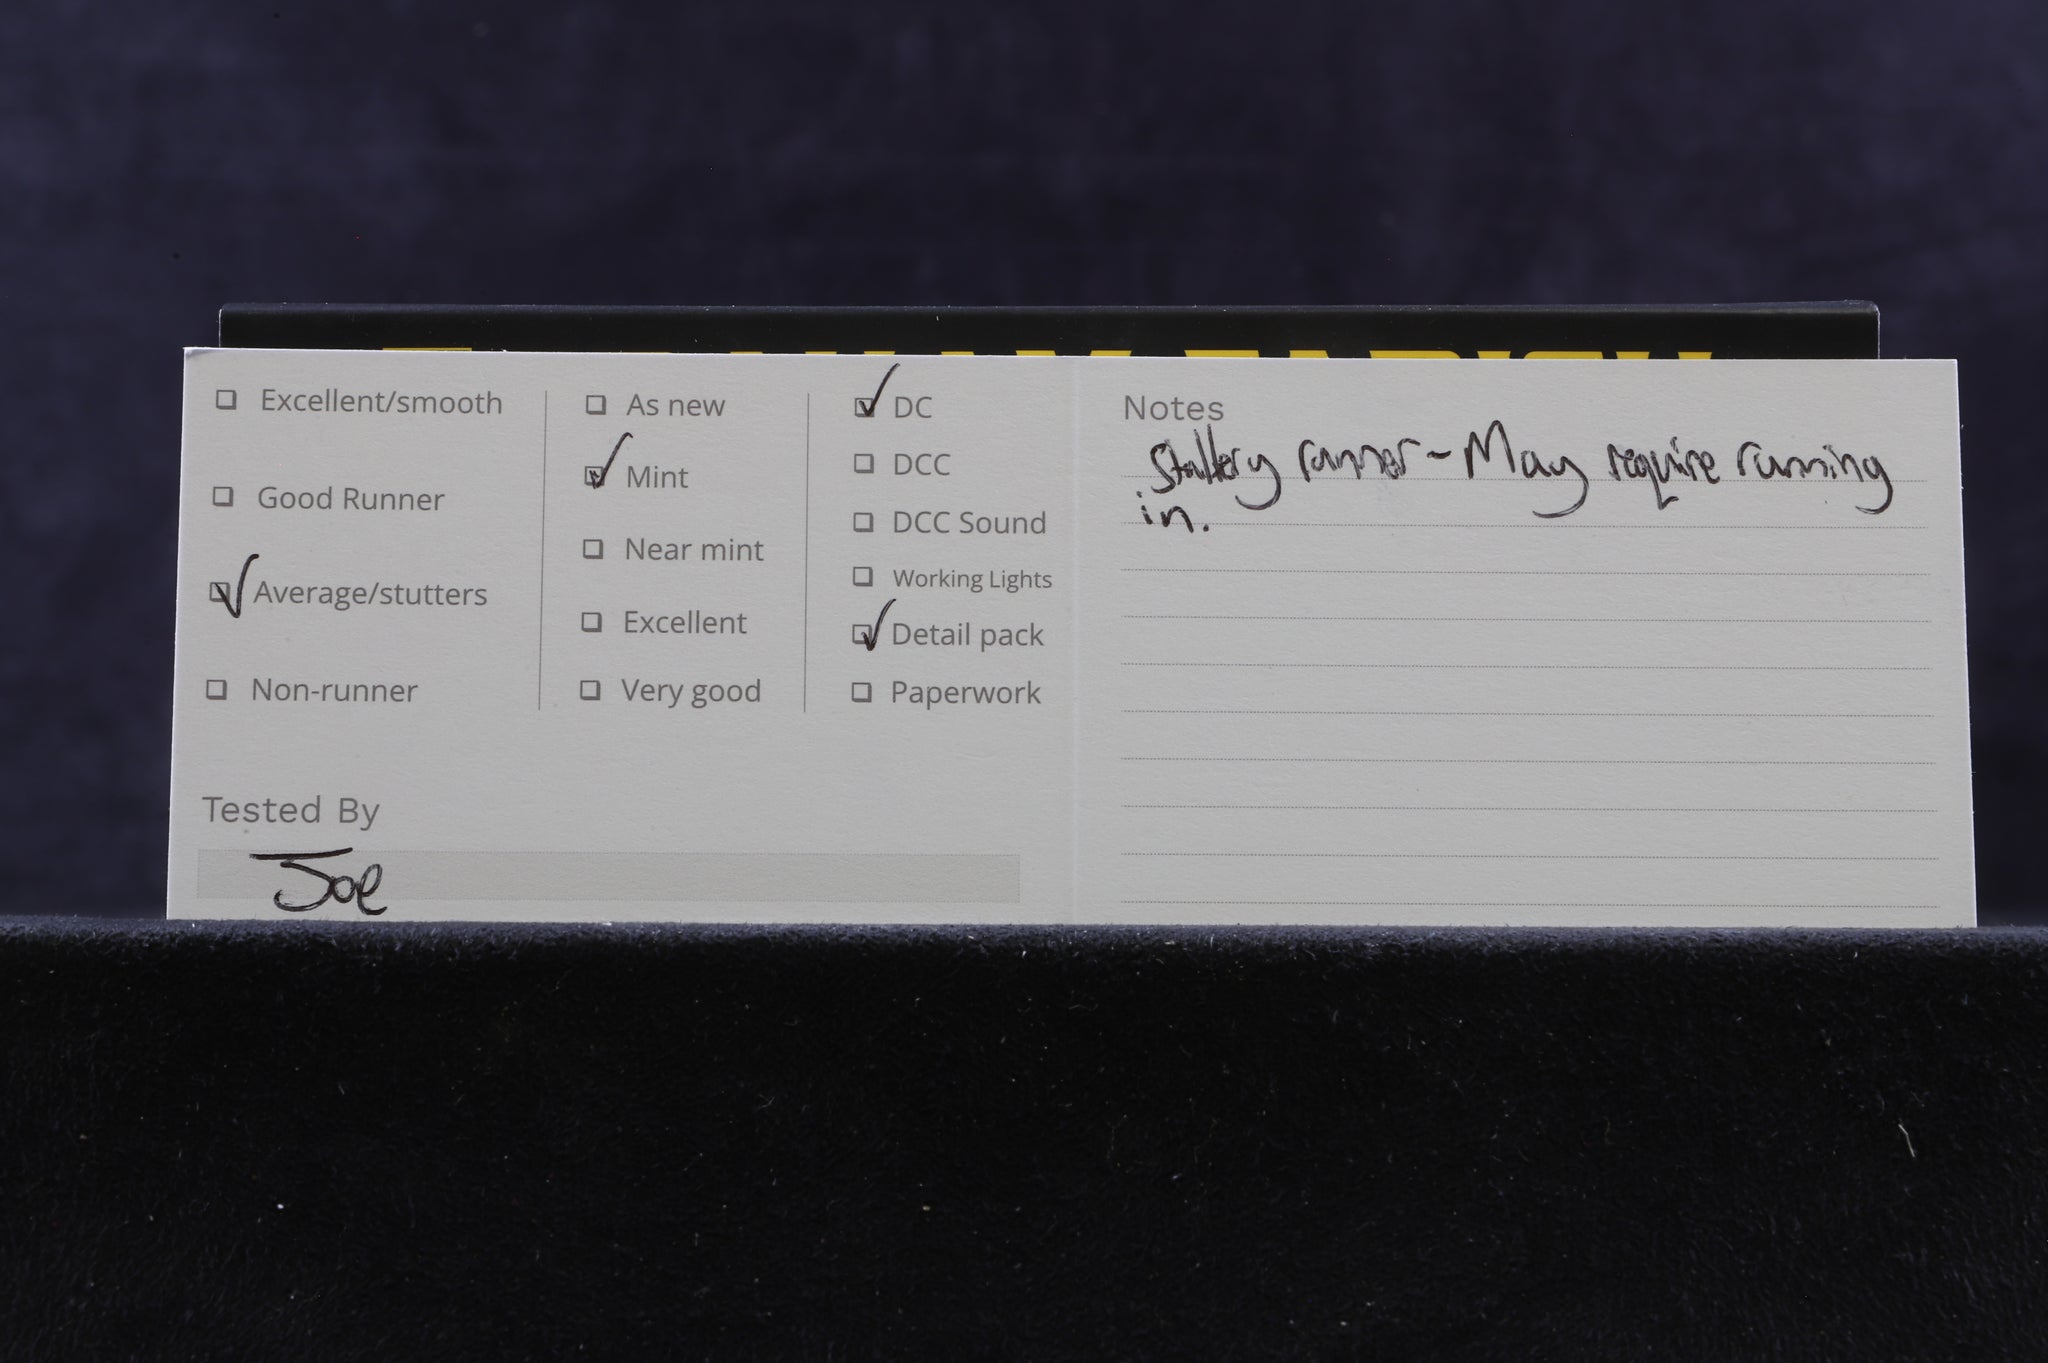 Excellent/smooth
Good Runner
Average/stutters
Non-runner
As new
Mint
Near mint
Excellent
Very good
DC
DCC
DCC Sound
Working Lights
Detail pack
Paperwork
Tested By
Joe
Notes
Stuttery runner - May require running
in.